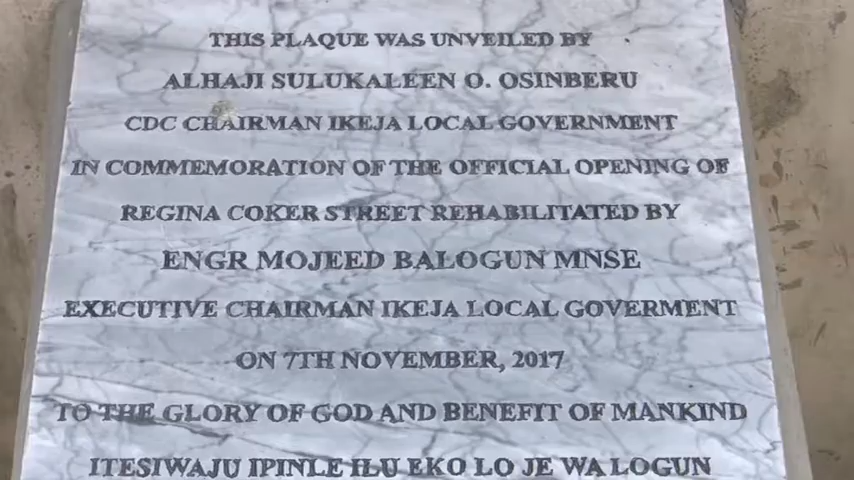 THIS PLAQUE WAS UNVEILED BY
ALHAJI SULUKALEEN O. OSINBERU
CDC CHAIRMAN IKEJA LOCAL GOVERNMENT
IN COMMEMORATION OF THE OFFICIAL OPENING OF
REGINA COKER STREET REHABILITATED BY
ENGR MOJEED BALOGUN MNSE
EXECUTIVE CHAIRMAN IKEJA LOCAL GOVERMENT
ON 7TH NOVEMBER, 2017
TO THE GLORY OF GOD AND BENEFIT OF MANKIND
ITESIWAJU IPINLE ILU EKO LO JE WA LOGUN